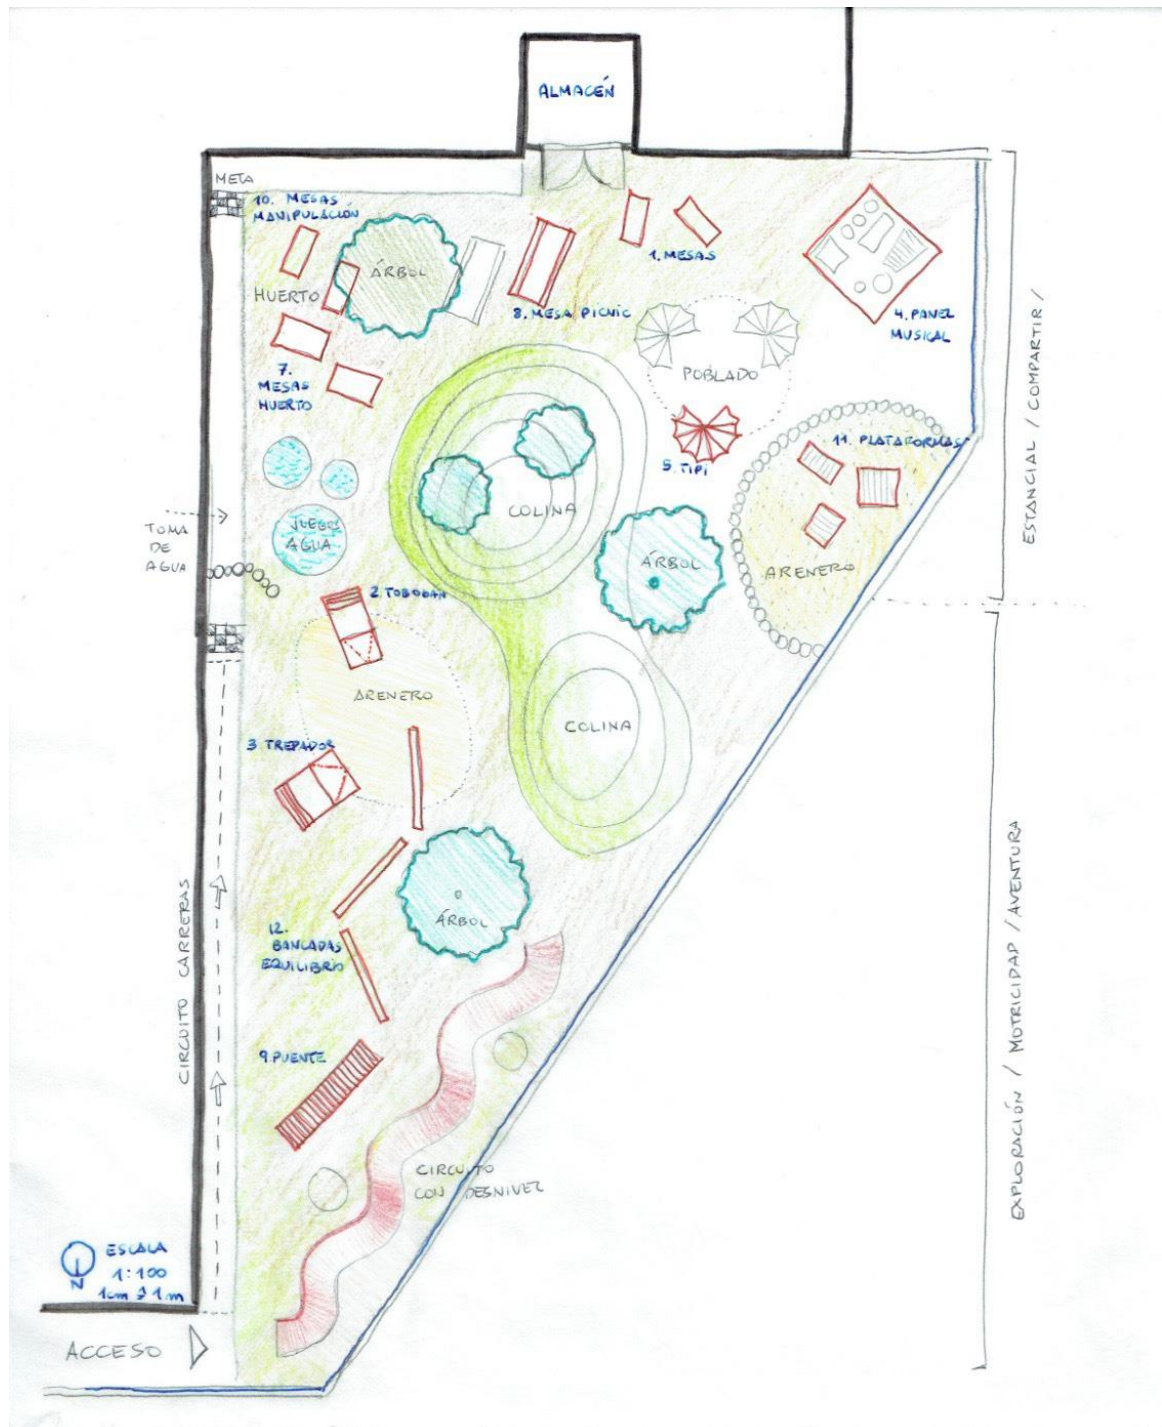 ALMACÉN
META
10. MESAS
MANIPULACIÓN
ÁRBOL
HUERTO
7.
MESAS
HUERTO
8. MESA PICNIC
1. MESAS
4. PANEL
MUSICAL
POBLADO
5. TIPI
11. PLATAFORMAS
ARENERO
ESTANCIAL / COMPARTIR /
COLINA
ÁRBOL
TOMA
DE
AGUA
JUEGO
AGUA
2. TOBOGAN
ARENERO
COLINA
3 TREPADOR
ÁRBOL
12.
BANCADAS
EQUILIBRIO
CIRCUITO CARRERAS
9. PUENTE
CIRCUITO
CON DESNIVEL
EXPLORACIÓN / MOTRICIDAD / AVENTURA
ESCALA
1:100
1cm → 1m
N
ACCESO